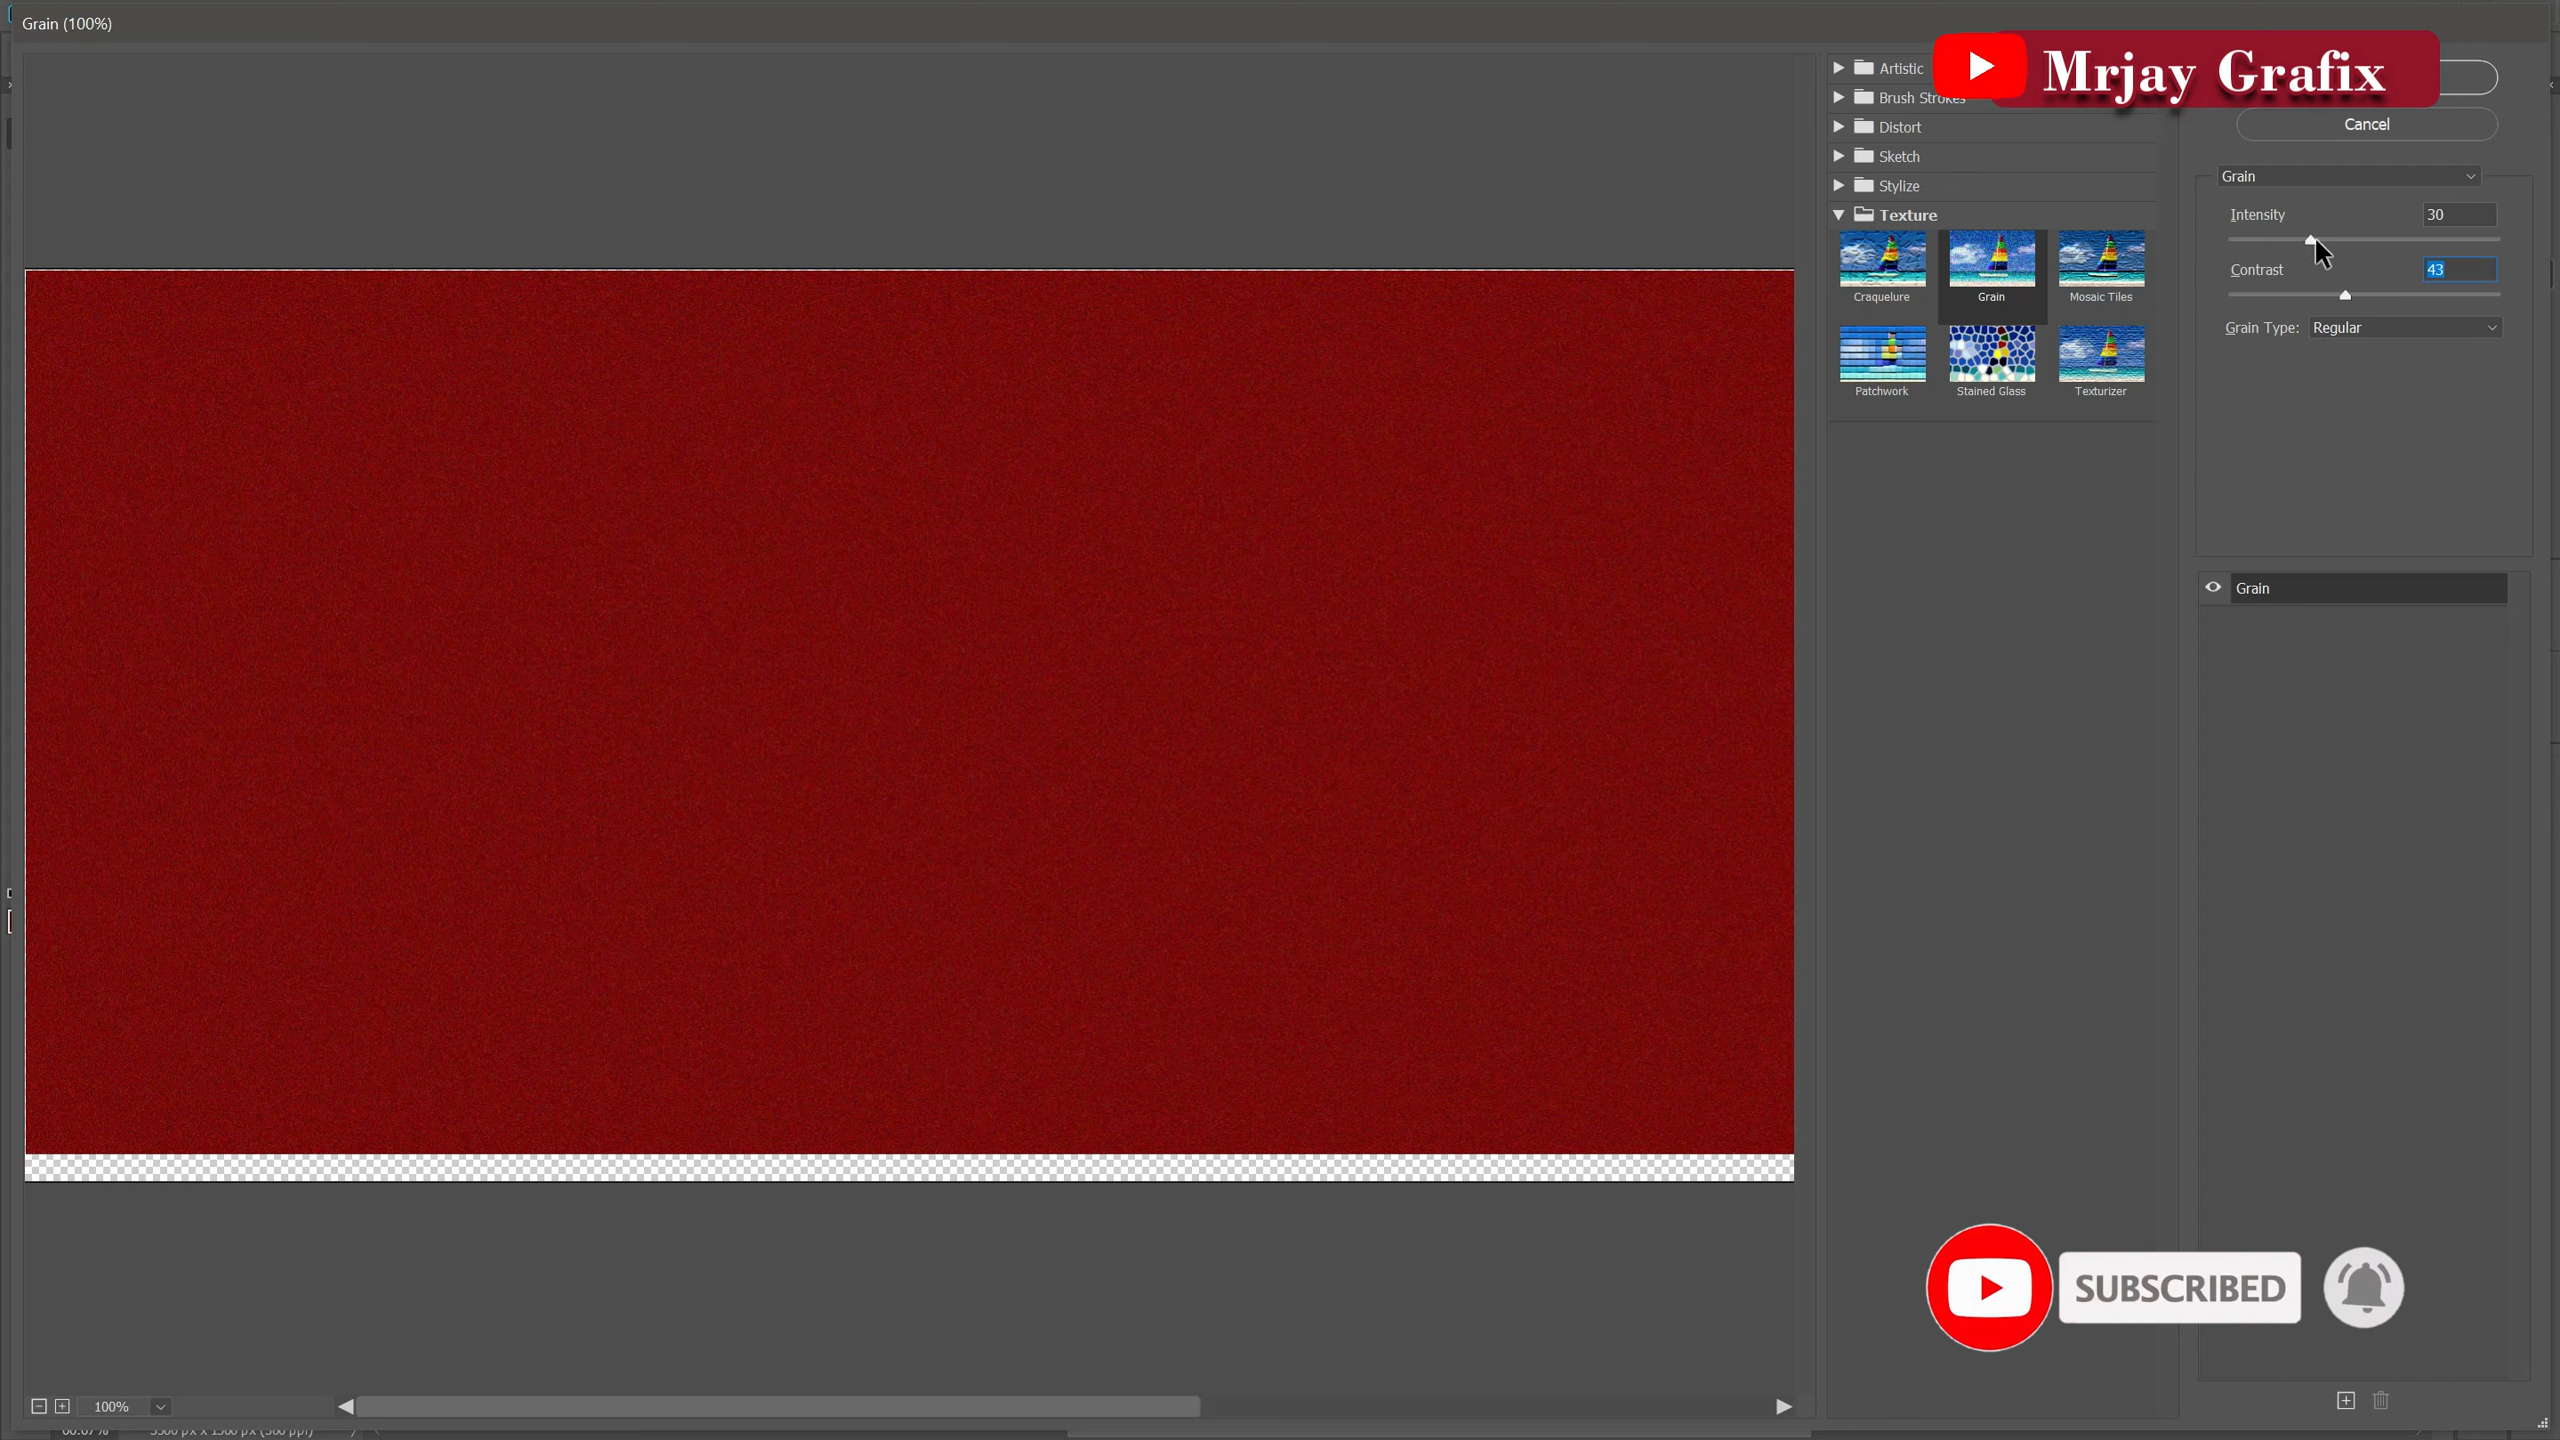 Grain (100%)
Mrjay Grafix
Artistic
Brush Strokes
Distort
Sketch
Stylize
Texture
Craquelure
Grain
Mosaic Tiles
Patchwork
Stained Glass
Texturizer
Cancel
Grain
Intensity
30
Contrast
43
Grain Type:
Regular
Grain
SUBSCRIBED
100%